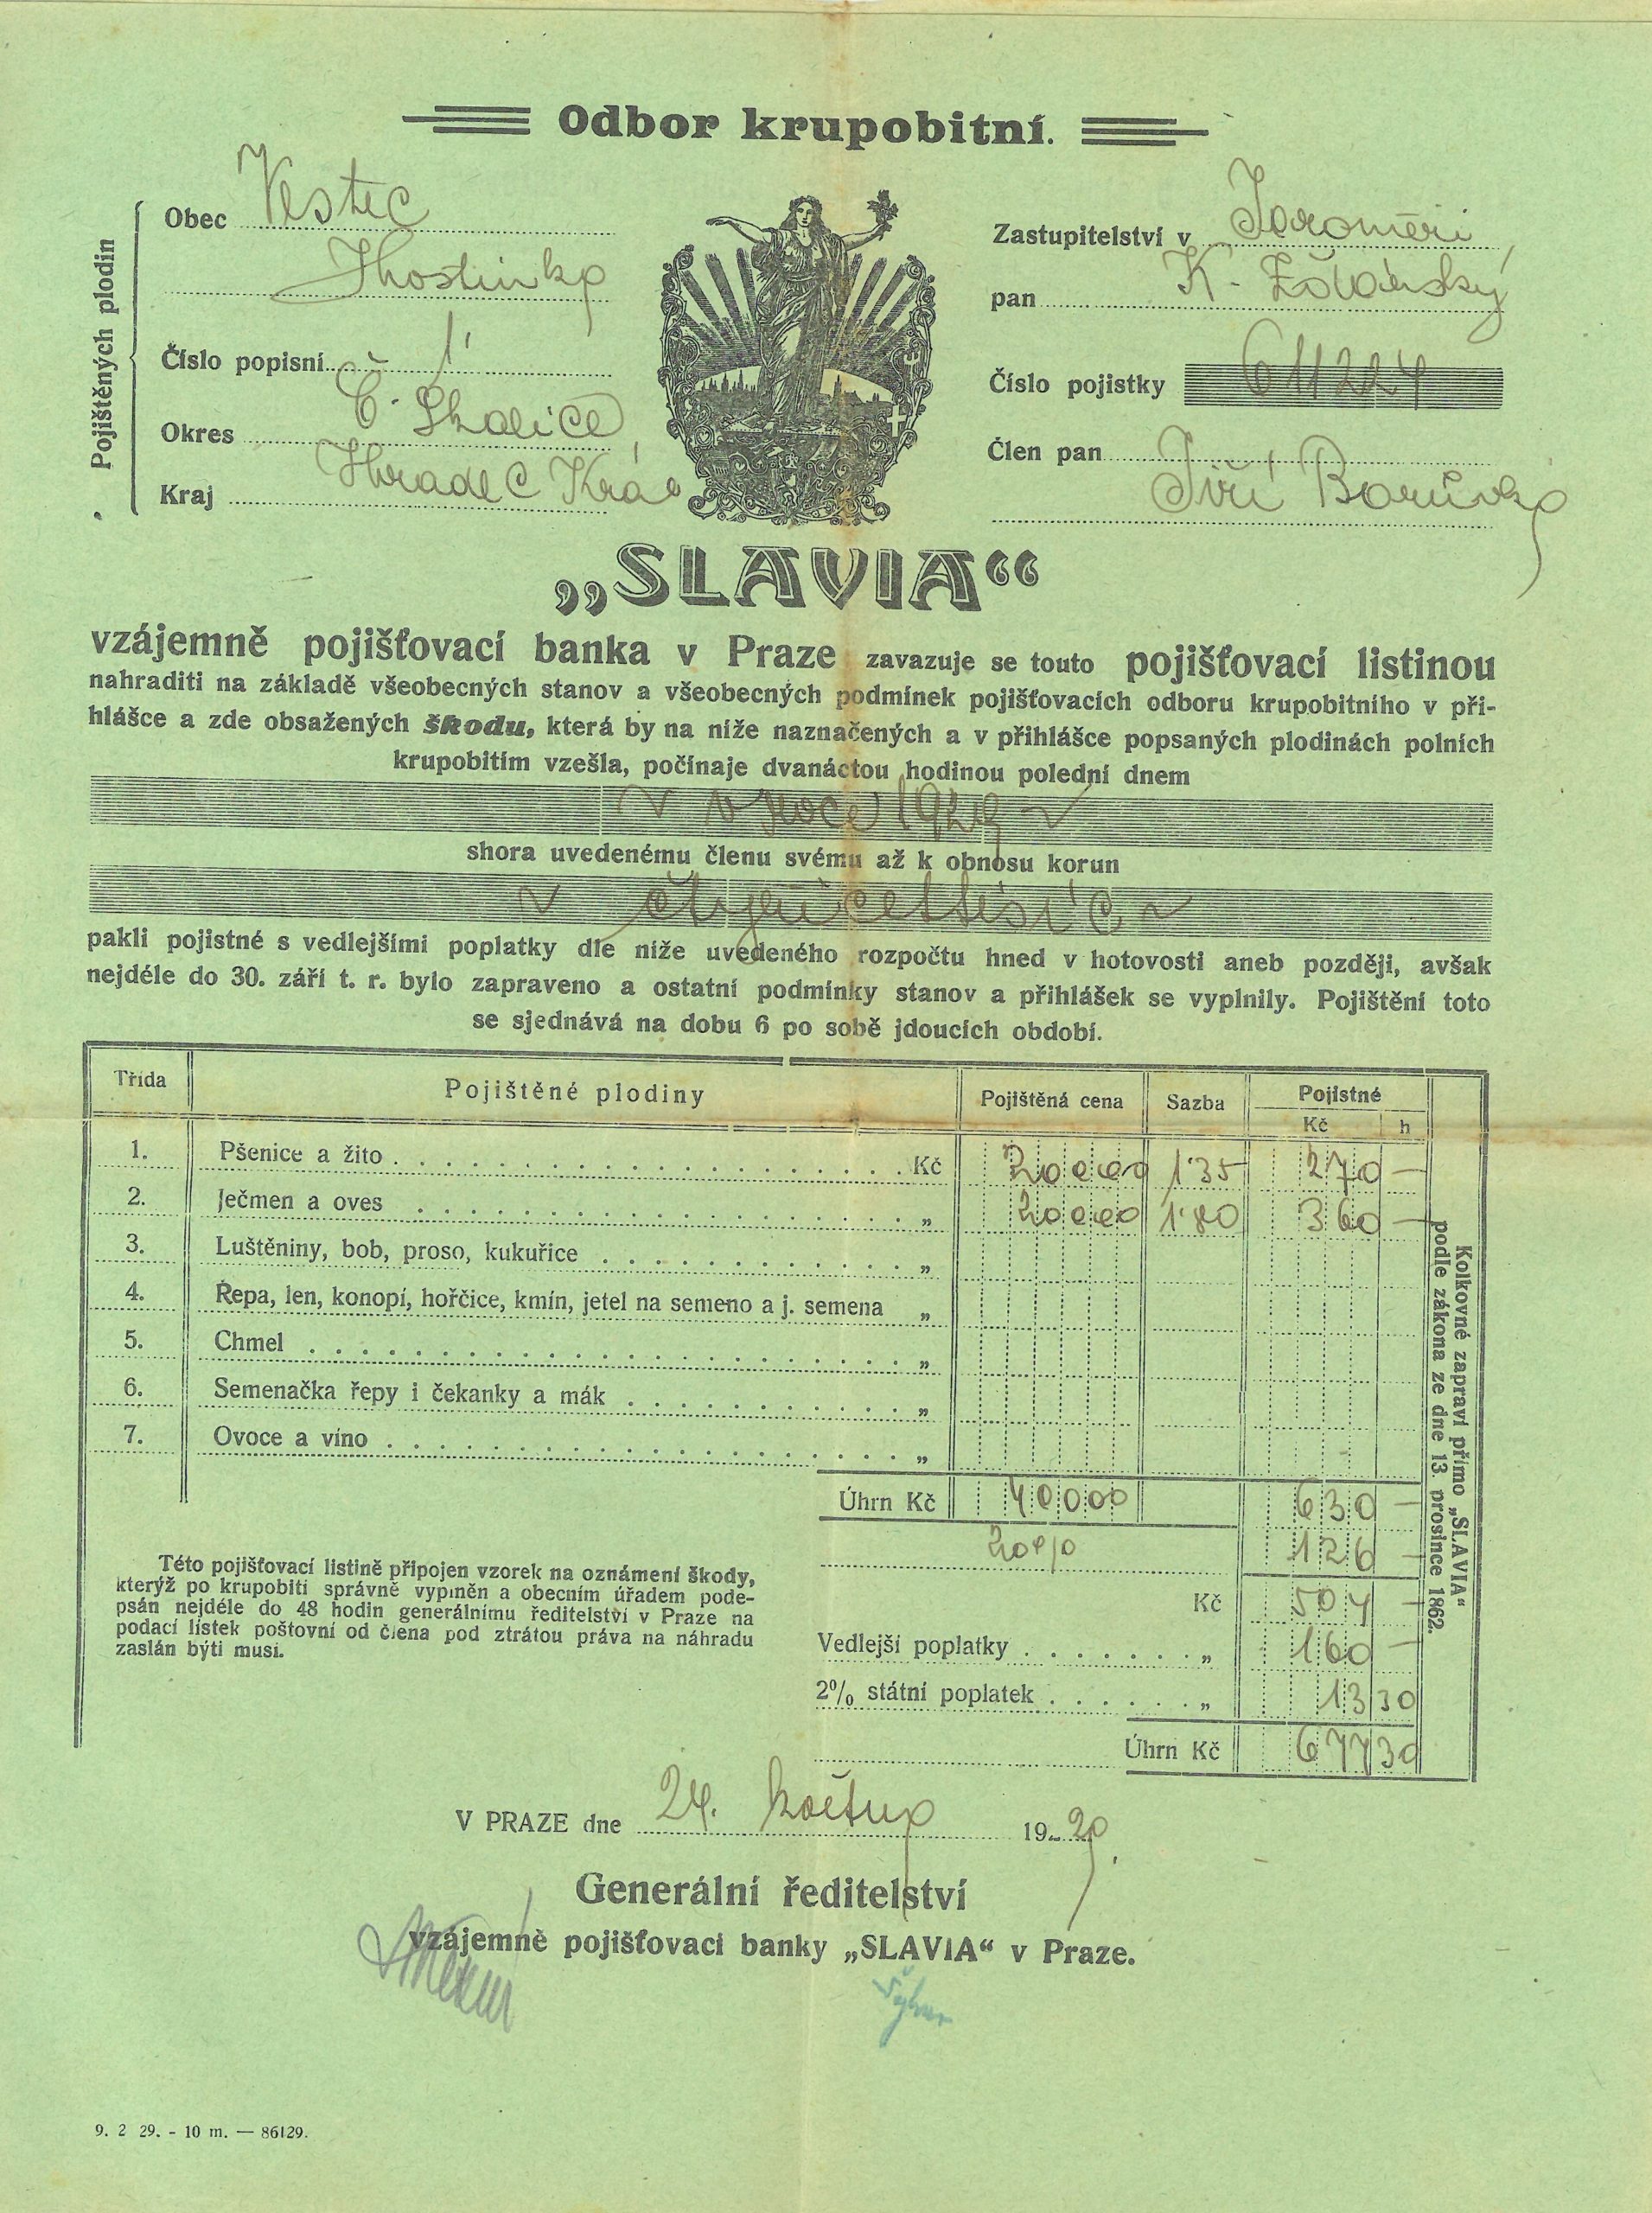 Odbor krupobitní.
Pojištěných plodin
Obec Vestec
Hostinka
Číslo popisní 1
Okres Č. Skalice
Kraj Hradec Krá
Zastupitelství v Jaroměři
pan K. Žďárský
Číslo pojistky 611224
Člen pan
Jiří Borůvka
„SLAVIA“
vzájemně pojišťovací banka v Praze zavazuje se touto pojišťovací listinou
nahraditi na základě všeobecných stanov a všeobecných podmínek pojišťovacích odboru krupobitního v při-
hlášce a zde obsažených škodu, která by na níže naznačených a v přihlášce popsaných plodinách polních
krupobitím vzešla, počínaje dvanáctou hodinou polední dnem
v roce 1929
shora uvedenému členu svému až k obnosu korun
čtyřicettisíc
pakli pojistné s vedlejšími poplatky dle níže uvedeného rozpočtu hned v hotovosti aneb později, avšak
nejdéle do 30. září t. r. bylo zapraveno a ostatní podmínky stanov a přihlášek se vyplnily. Pojištění toto
se sjednává na dobu 6 po sobě jdoucích období.
Třída Pojištěné plodiny Pojištěná cena Sazba Pojistné
Kč h
1. Pšenice a žito . . . Kč 20000 1·35 270 —
2. Ječmen a oves . . . „ 20000 1·80 360 —
3. Luštěniny, bob, proso, kukuřice . . . „
4. Řepa, len, konopí, hořčice, kmín, jetel na semeno a j. semena „
5. Chmel . . . „
6. Semenačka řepy i čekanky a mák . . . „
7. Ovoce a víno . . . „
Úhrn Kč 40000 630 —
20% 126 —
Kč 504 —
Vedlejší poplatky . . . „ 160 —
2% státní poplatek . . . „ 13 30
Úhrn Kč 677 30
Kolkovné zapraví přímo „SLAVIA“
podle zákona ze dne 13. prosince 1862.
Této pojišťovací listině připojen vzorek na oznámení škody,
kterýž po krupobití správně vyplněn a obecním úřadem pode-
psán nejdéle do 48 hodin generálnímu ředitelství v Praze na
podací lístek poštovní od člena pod ztrátou práva na náhradu
zaslán býti musí.
V PRAZE dne 24. května 1929.
Generální ředitelství
vzájemně pojišťovací banky „SLAVIA“ v Praze.
9. 2 29. - 10 m. — 86129.